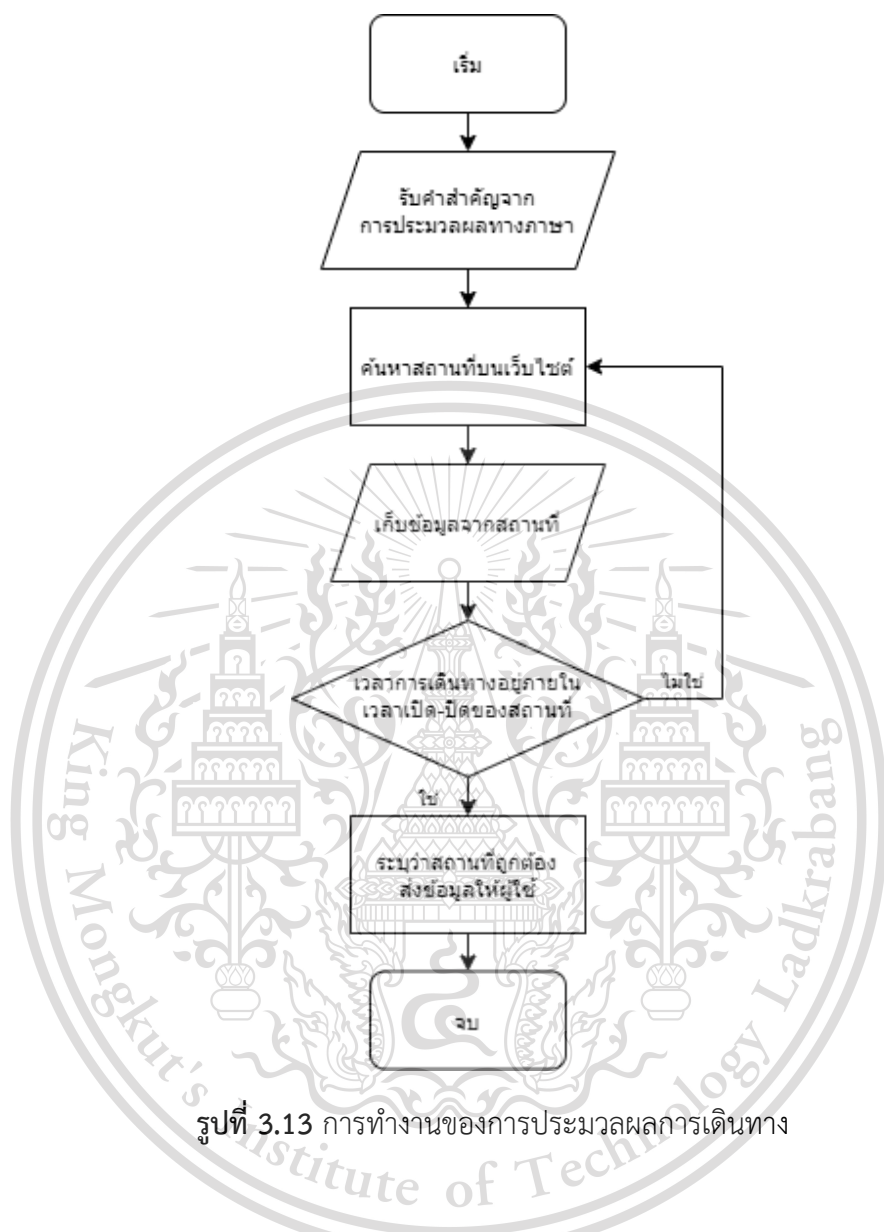 เริ่ม
รับคำสำคัญจาก
การประมวลผลทางภาษา
ค้นหาสถานที่บนเว็บไซต์
เก็บข้อมูลจากสถานที่
เวลาการเดินทางอยู่ภายใน
เวลาเปิด-ปิดของสถานที่
ไม่ใช่
ใช่
ระบุว่าสถานที่ถูกต้อง
ส่งข้อมูลให้ผู้ใช้
จบ
รูปที่ 3.13 การทำงานของการประมวลผลการเดินทาง
King Mongkut's Institute of Technology Ladkrabang